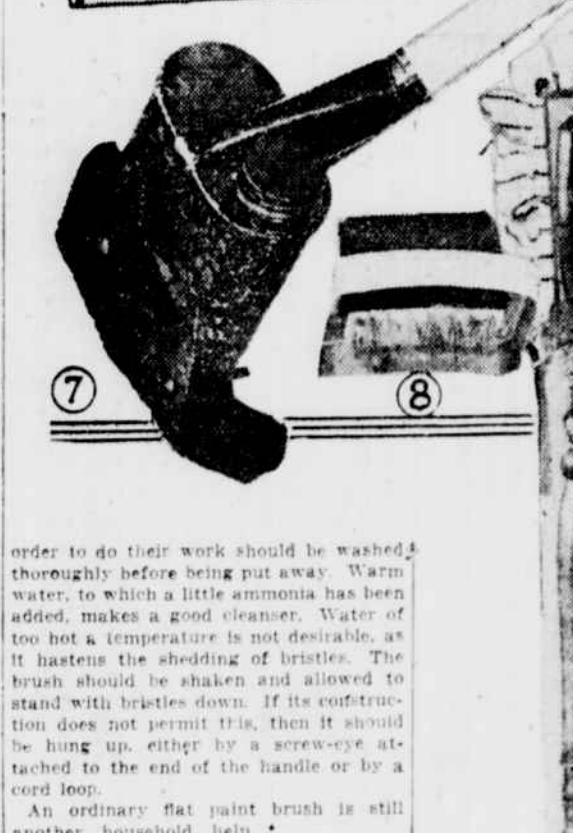 7
8
order to do their work should be washed
thoroughly before being put away. Warm
water, to which a little ammonia has been
added, makes a good cleanser. Water of
too hot a temperature is not desirable, as
it hastens the shedding of bristles. The
brush should be shaken and allowed to
stand with bristles down. If its construc-
tion does not permit this, then it should
be hung up, either by a screw-eye at-
tached to the end of the handle or by a
cord loop.
An ordinary flat paint brush is still
another household help.